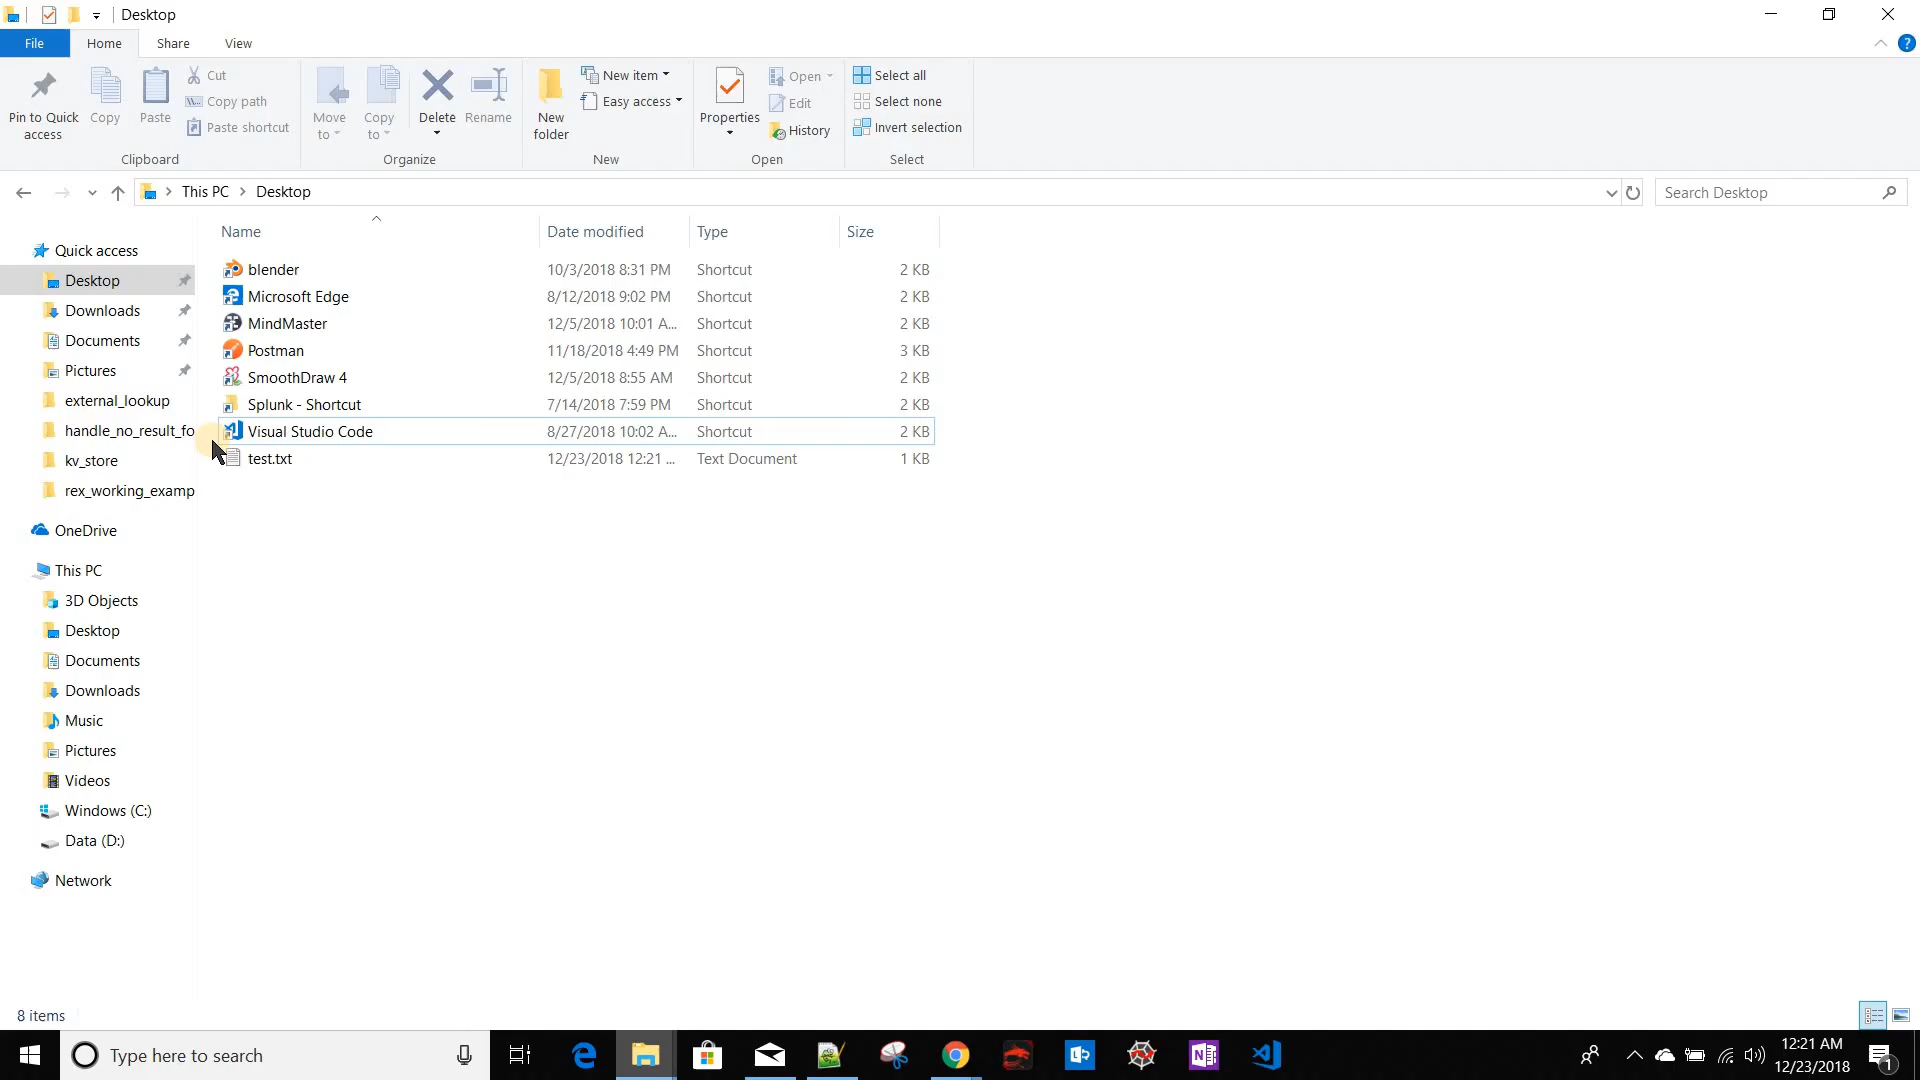 Desktop
File Home Share View
Pin to Quick access
Copy
Paste
Cut
Copy path
Paste shortcut
Clipboard
Move to
Copy to
Delete
Rename
Organize
New folder
New item
Easy access
New
Properties
Open
Edit
History
Open
Select all
Select none
Invert selection
Select
This PC > Desktop
Search Desktop
Name Date modified Type Size
blender 10/3/2018 8:31 PM Shortcut 2 KB
Microsoft Edge 8/12/2018 9:02 PM Shortcut 2 KB
MindMaster 12/5/2018 10:01 A... Shortcut 2 KB
Postman 11/18/2018 4:49 PM Shortcut 3 KB
SmoothDraw 4 12/5/2018 8:55 AM Shortcut 2 KB
Splunk - Shortcut 7/14/2018 7:59 PM Shortcut 2 KB
Visual Studio Code 8/27/2018 10:02 A... Shortcut 2 KB
test.txt 12/23/2018 12:21 ... Text Document 1 KB
Quick access
Desktop
Downloads
Documents
Pictures
external_lookup
handle_no_result_fo
kv_store
rex_working_examp
OneDrive
This PC
3D Objects
Desktop
Documents
Downloads
Music
Pictures
Videos
Windows (C:)
Data (D:)
Network
8 items
Type here to search
12:21 AM
12/23/2018
1